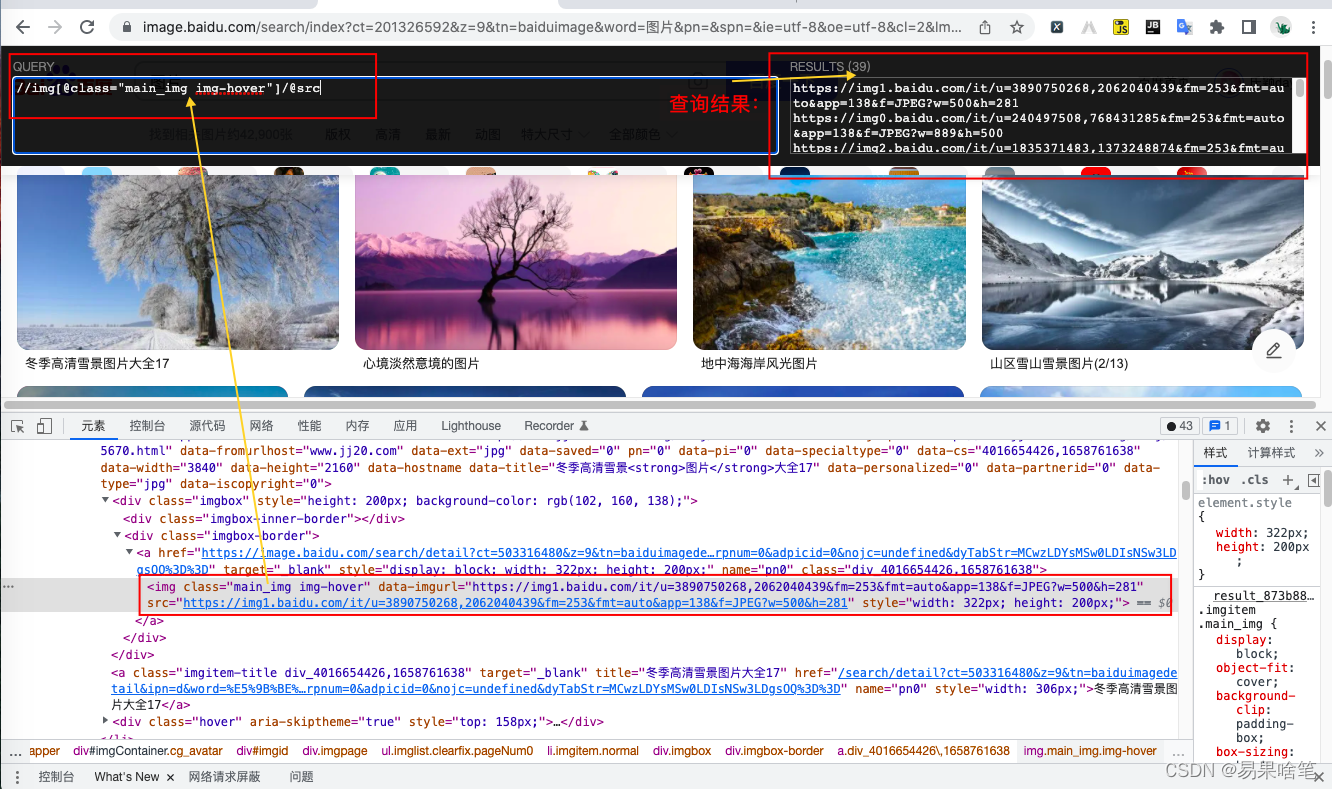 image.baidu.com/search/index?ct=201326592&z=9&tn=baiduimage&word=图片&pn=&spn=&ie=utf-8&oe=utf-8&cl=2&lm...
QUERY
//img[@class="main_img img-hover"]/@src
查询结果:
RESULTS (39)
https://img1.baidu.com/it/u=3890750268,2062040439&fm=253&fmt=au
to&app=138&f=JPEG?w=500&h=281
https://img0.baidu.com/it/u=240497508,768431285&fm=253&fmt=auto
&app=138&f=JPEG?w=889&h=500
https://img2.baidu.com/it/u=1835371483,1373248874&fm=253&fmt=au
找到相关图片约42,900张 版权 高清 最新 动图 特大尺寸 全部颜色
冬季高清雪景图片大全17 心境淡然意境的图片 地中海海岸风光图片 山区雪山雪景图片(2/13)
元素 控制台 源代码 网络 性能 内存 应用 Lighthouse Recorder 43 1
5670.html" data-fromurlhost="www.jj20.com" data-ext="jpg" data-saved="0" pn="0" data-pi="0" data-specialtype="0" data-cs="4016654426,1658761638"
data-width="3840" data-height="2160" data-hostname data-title="冬季高清雪景<strong>图片</strong>大全17" data-personalized="0" data-partnerid="0" data-
type="jpg" data-iscopyright="0">
<div class="imgbox" style="height: 200px; background-color: rgb(102, 160, 138);">
<div class="imgbox-inner-border"></div>
<div class="imgbox-border">
<a href="https://image.baidu.com/search/detail?ct=503316480&z=9&tn=baiduimagede…rpnum=0&adpicid=0&nojc=undefined&dyTabStr=MCwzLDYsMSw0LDIsNSw3LD
gsOQ%3D%3D" target="_blank" style="display: block; width: 322px; height: 200px;" name="pn0" class="div_4016654426,1658761638">
<img class="main_img img-hover" data-imgurl="https://img1.baidu.com/it/u=3890750268,2062040439&fm=253&fmt=auto&app=138&f=JPEG?w=500&h=281"
src="https://img1.baidu.com/it/u=3890750268,2062040439&fm=253&fmt=auto&app=138&f=JPEG?w=500&h=281" style="width: 322px; height: 200px;"> == $0
</a>
</div>
</div>
<a class="imgitem-title div_4016654426,1658761638" target="_blank" title="冬季高清雪景图片大全17" href="/search/detail?ct=503316480&z=9&tn=baiduimagede
tail&ipn=d&word=%E5%9B%BE%…rpnum=0&adpicid=0&nojc=undefined&dyTabStr=MCwzLDYsMSw0LDIsNSw3LDgsOQ%3D%3D" name="pn0" style="width: 306px;">冬季高清雪景图
片大全17</a>
<div class="hover" aria-skiptheme="true" style="top: 158px;">…</div>
</li>
样式 计算样式 »
:hov .cls +
element.style
{
width: 322px;
height: 200px
;
}
result_873b88…
.imgitem
.main_img {
display:
block;
object-fit:
cover;
background-
clip:
padding-
box;
box-sizing:
... apper div#imgContainer.cg_avatar div#imgid div.imgpage ul.imglist.clearfix.pageNum0 li.imgitem.normal div.imgbox div.imgbox-border a.div_4016654426\,1658761638 img.main_img.img-hover ...
控制台 What's New × 网络请求屏蔽 问题
CSDN @易果啥笔